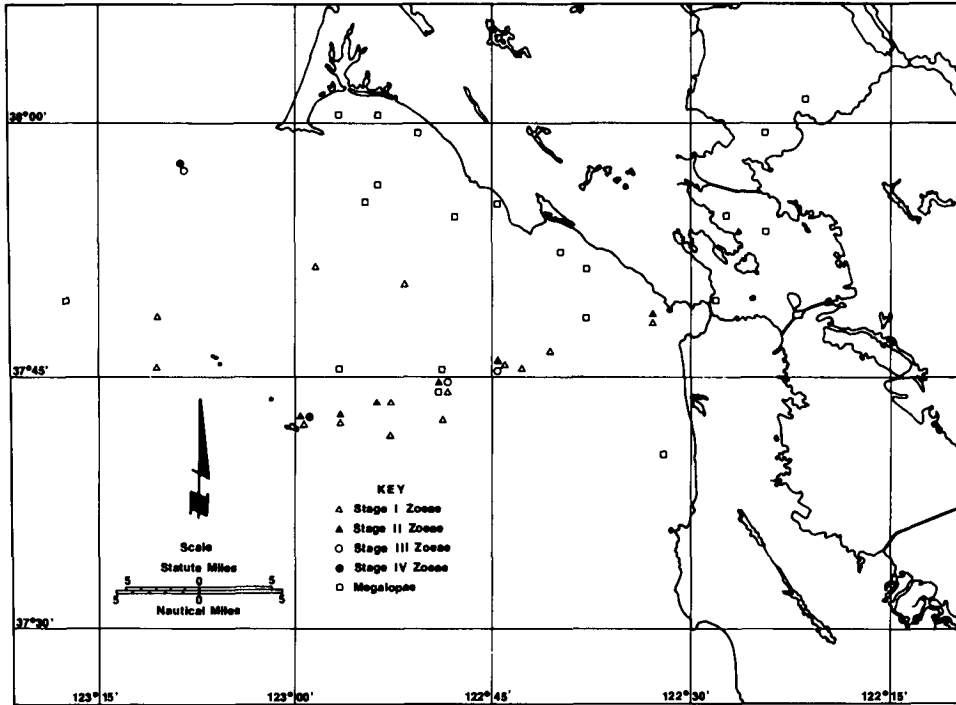 38°00'
37°45'
KEY
Stage I Zoeae
Stage II Zoeae
Stage III Zoeae
Stage IV Zoeae
Megalopae
Scale
Statute Miles
5 0 5
5 0 5
Nautical Miles
37°30'
123°15' 123°00' 122°45' 122°30' 122°15'